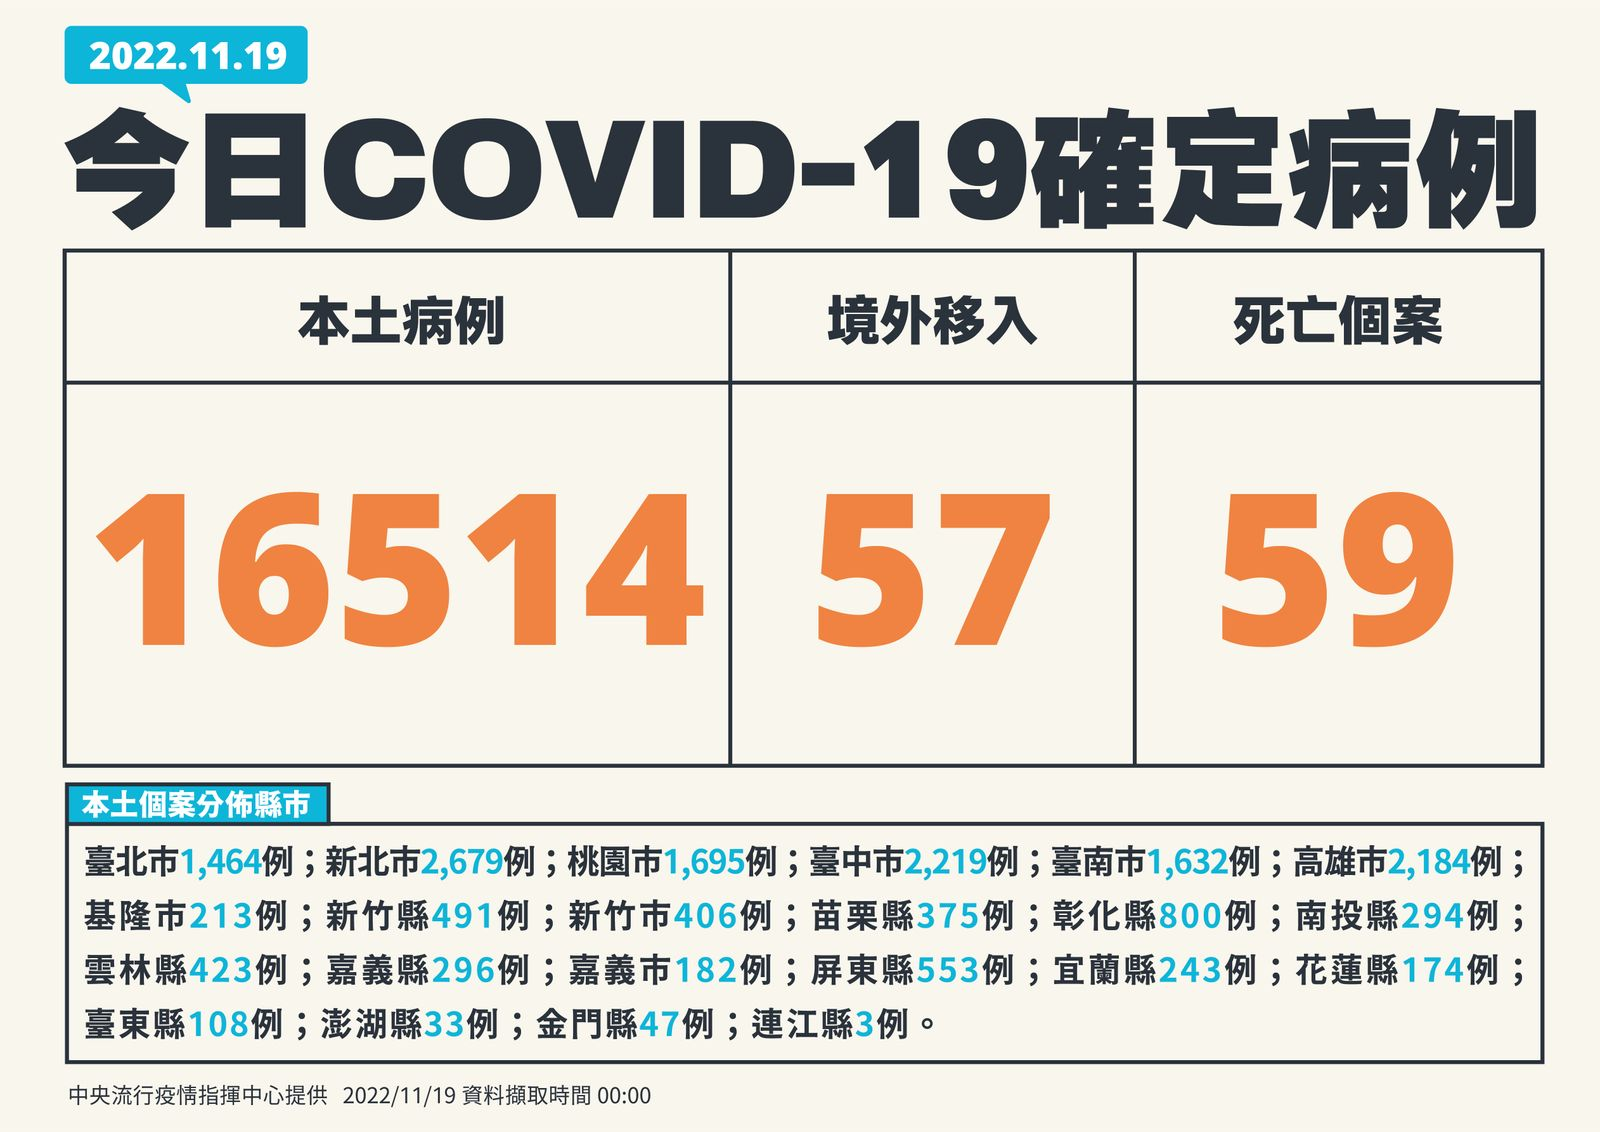 2022.11.19
今日COVID-19確定病例
本土病例 境外移入 死亡個案
16514 57 59
本土個案分佈縣市
臺北市1,464例；新北市2,679例；桃園市1,695例；臺中市2,219例；臺南市1,632例；高雄市2,184例；
基隆市213例；新竹縣491例；新竹市406例；苗栗縣375例；彰化縣800例；南投縣294例；
雲林縣423例；嘉義縣296例；嘉義市182例；屏東縣553例；宜蘭縣243例；花蓮縣174例；
臺東縣108例；澎湖縣33例；金門縣47例；連江縣3例。
中央流行疫情指揮中心提供 2022/11/19 資料擷取時間 00:00